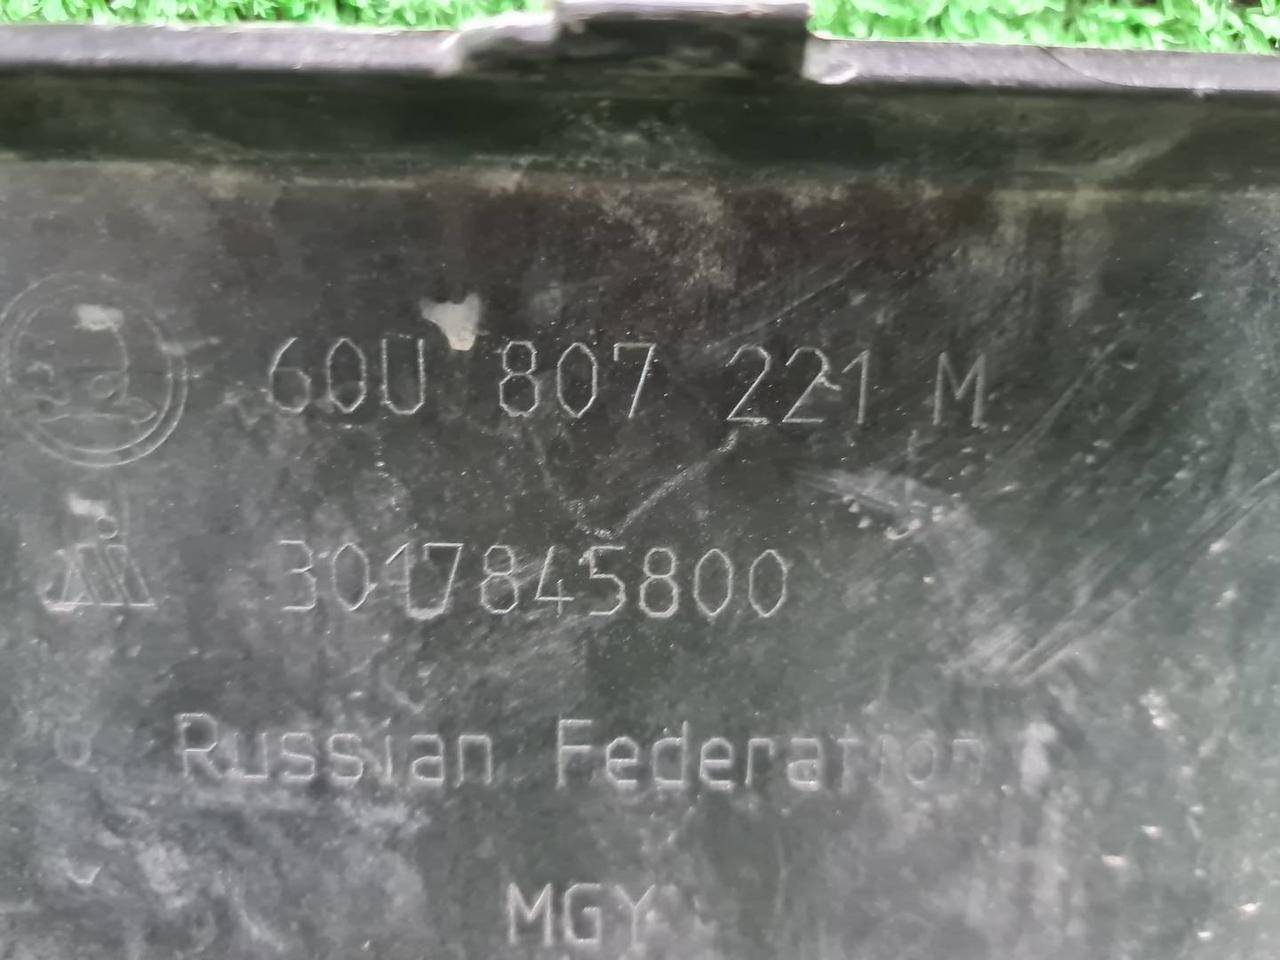 60U 807 221 M
3017845800
Russian Federation
MGY